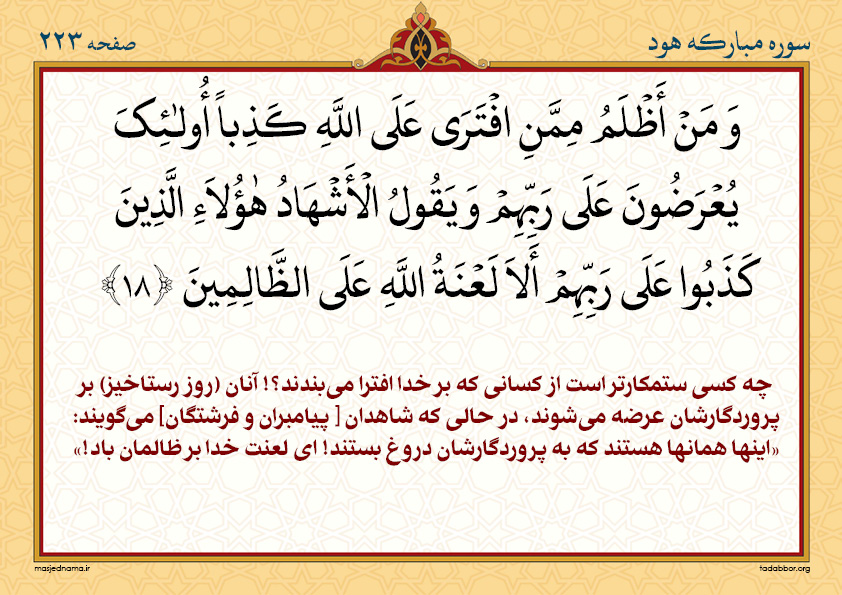 سوره مبارکه هود
صفحه ۲۲۳
وَ مَنْ أَظْلَمُ مِمَّنِ افْتَرَى عَلَى اللَّهِ كَذِباً أُولٰئِكَ
يُعْرَضُونَ عَلَى رَبِّهِمْ وَ يَقُولُ الْأَشْهَادُ هٰؤُلاَءِ الَّذِينَ
كَذَبُوا عَلَى رَبِّهِمْ أَلاَ لَعْنَةُ اللَّهِ عَلَى الظَّالِمِينَ ﴿١٨﴾
چه کسی ستمکارتر است از کسانی که بر خدا افترا می‌بندند؟! آنان (روز رستاخیز) بر
پروردگارشان عرضه می‌شوند، در حالی که شاهدان [ پیامبران و فرشتگان] می‌گویند:
«اینها همانها هستند که به پروردگارشان دروغ بستند! ای لعنت خدا بر ظالمان باد!»
masjednama.ir
tadabbor.org